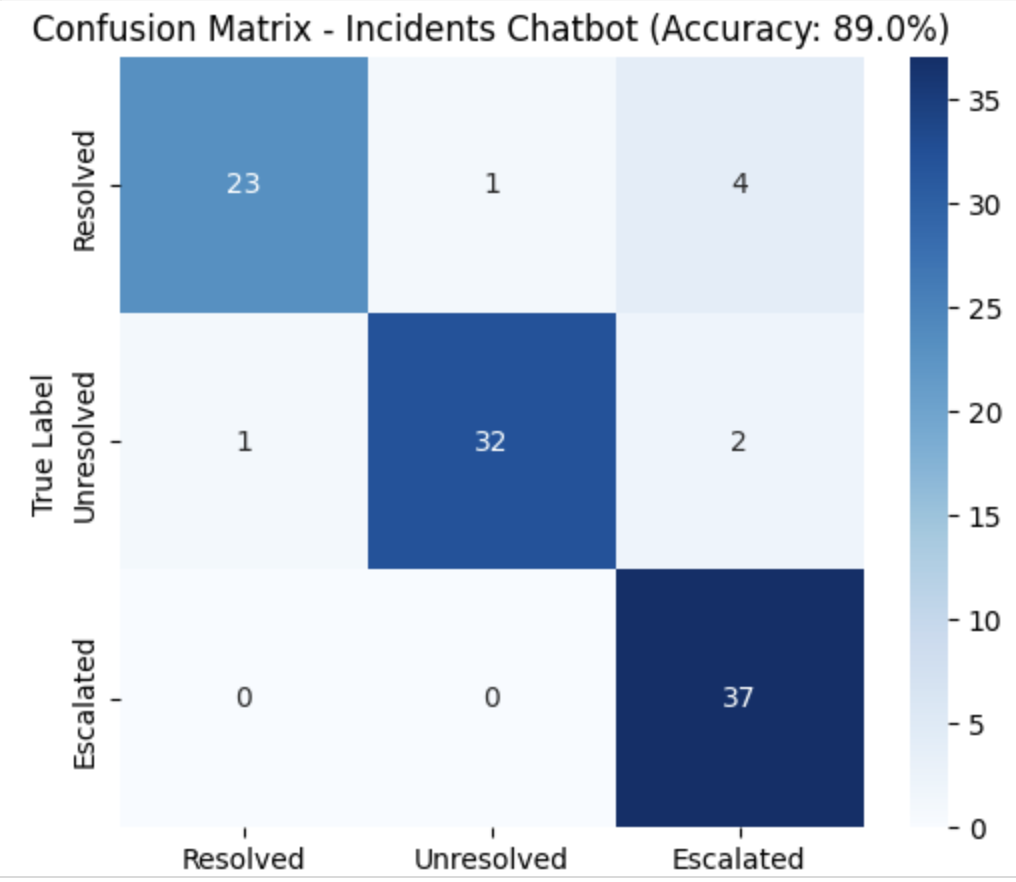 Confusion Matrix - Incidents Chatbot (Accuracy: 89.0%)
True Label
Resolved
23 1 4
Unresolved
1 32 2
Escalated
0 0 37
Resolved Unresolved Escalated
35
30
25
20
15
10
5
0